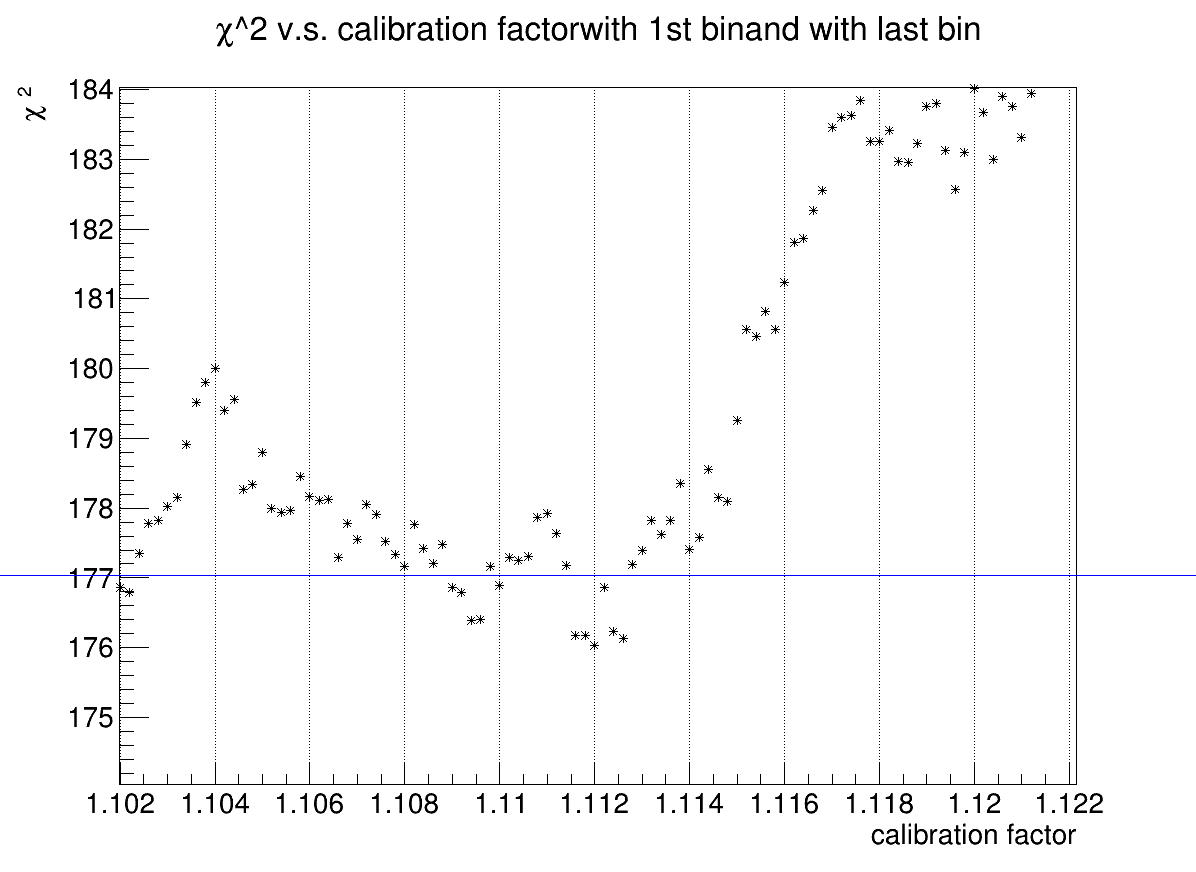 χ^2 v.s. calibration factorwith 1st binand with last bin
χ 2
184
183
182
181
180
179
178
177
176
175
1.102 1.104 1.106 1.108 1.11 1.112 1.114 1.116 1.118 1.12 1.122
calibration factor